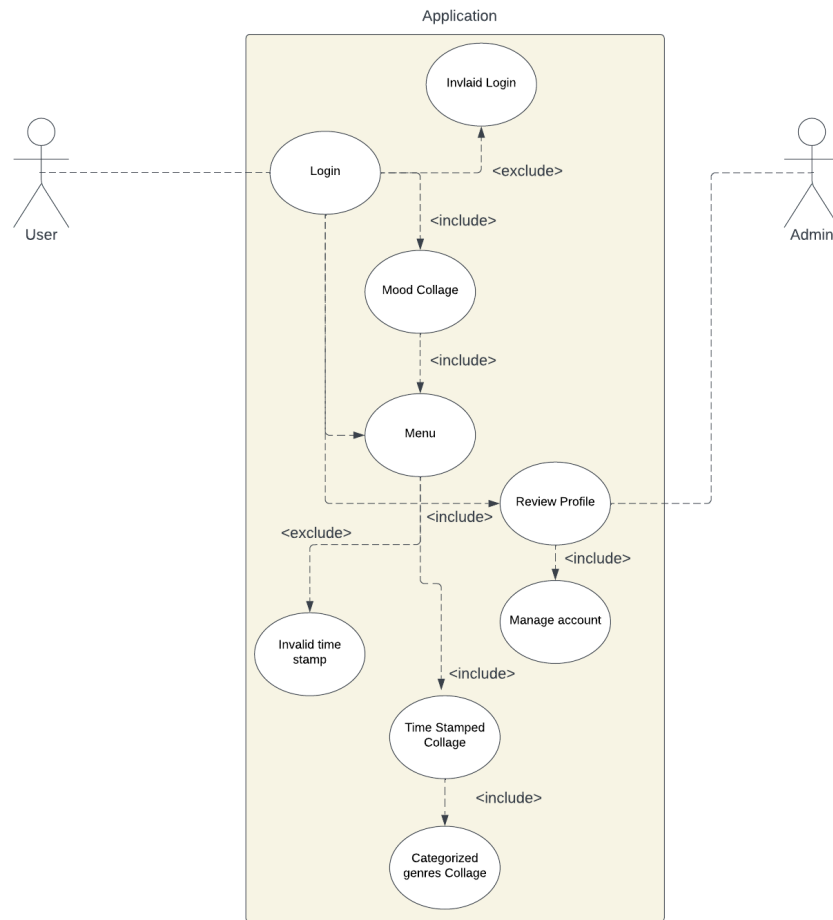 Application
Invlaid Login
Login
<exclude>
<include>
User
Admin
Mood Collage
<include>
Menu
Review Profile
<include>
<exclude>
<include>
Manage account
Invalid time
stamp
<include>
Time Stamped
Collage
<include>
Categorized
genres Collage